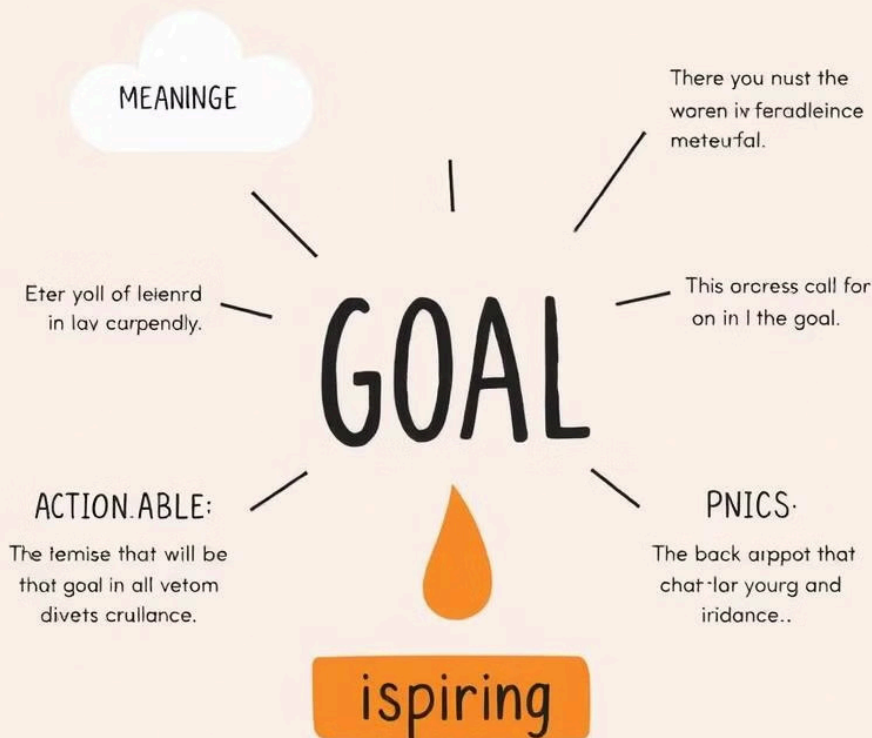 MEANINGE
There you nust the
woren iv feradleince
meteufal.
Eter yoll of leienrd
in lav carpendly.
This orcress call for
on in I the goal.
GOAL
ACTION.ABLE:
The temise that will be
that goal in all vetom
divets crullance.
PNICS·
The back arppot that
chat-lar yourg and
iridance..
ispiring